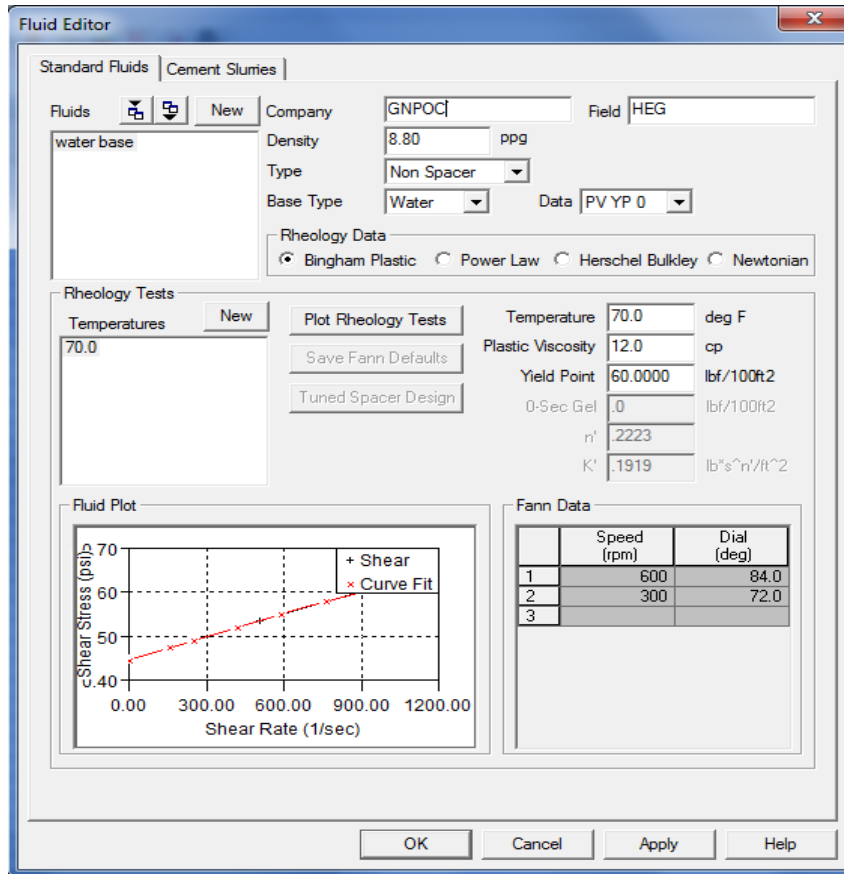 Fluid Editor
x
Standard Fluids Cement Slurries
Fluids New Company GNPOC Field HEG
water base Density 8.80 ppg
Type Non Spacer
Base Type Water Data PV YP 0
Rheology Data
Bingham Plastic Power Law Herschel Bulkley Newtonian
Rheology Tests
Temperatures New Plot Rheology Tests Temperature 70.0 deg F
70.0 Save Fann Defaults Plastic Viscosity 12.0 cp
Yield Point 60.0000 lbf/100ft2
Tuned Spacer Design 0-Sec Gel .0 lbf/100ft2
n' .2223
K' .1919 lb*s^n'/ft^2
Fluid Plot
Shear Stress (psi)
70
60
50
0.40
+ Shear
× Curve Fit
0.00 300.00 600.00 900.00 1200.00
Shear Rate (1/sec)
Fann Data
Speed (rpm) Dial (deg)
1 600 84.0
2 300 72.0
3
OK Cancel Apply Help